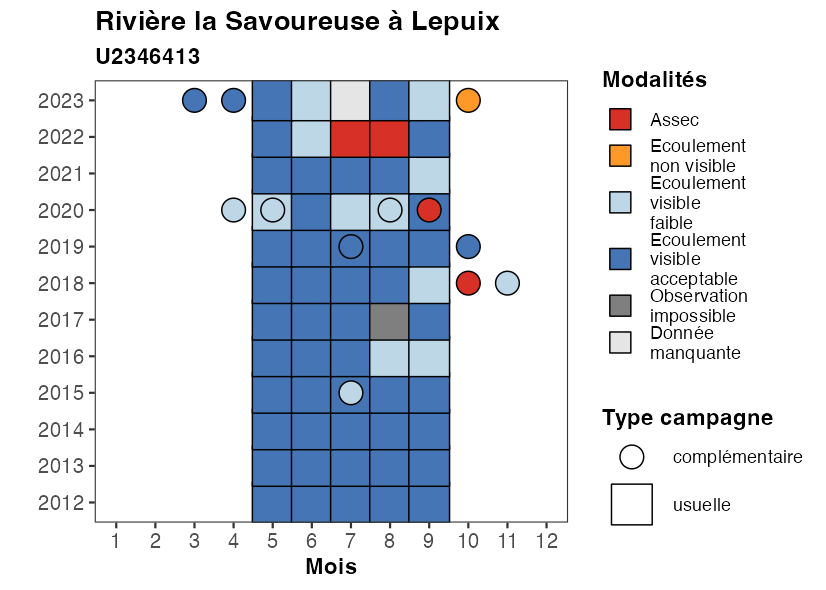 Rivière la Savoureuse à Lepuix
U2346413
2023
2022
2021
2020
2019
2018
2017
2016
2015
2014
2013
2012
1 2 3 4 5 6 7 8 9 10 11 12
Mois
Modalités
Assec
Ecoulement
non visible
Ecoulement
visible
faible
Ecoulement
visible
acceptable
Observation
impossible
Donnée
manquante
Type campagne
complémentaire
usuelle